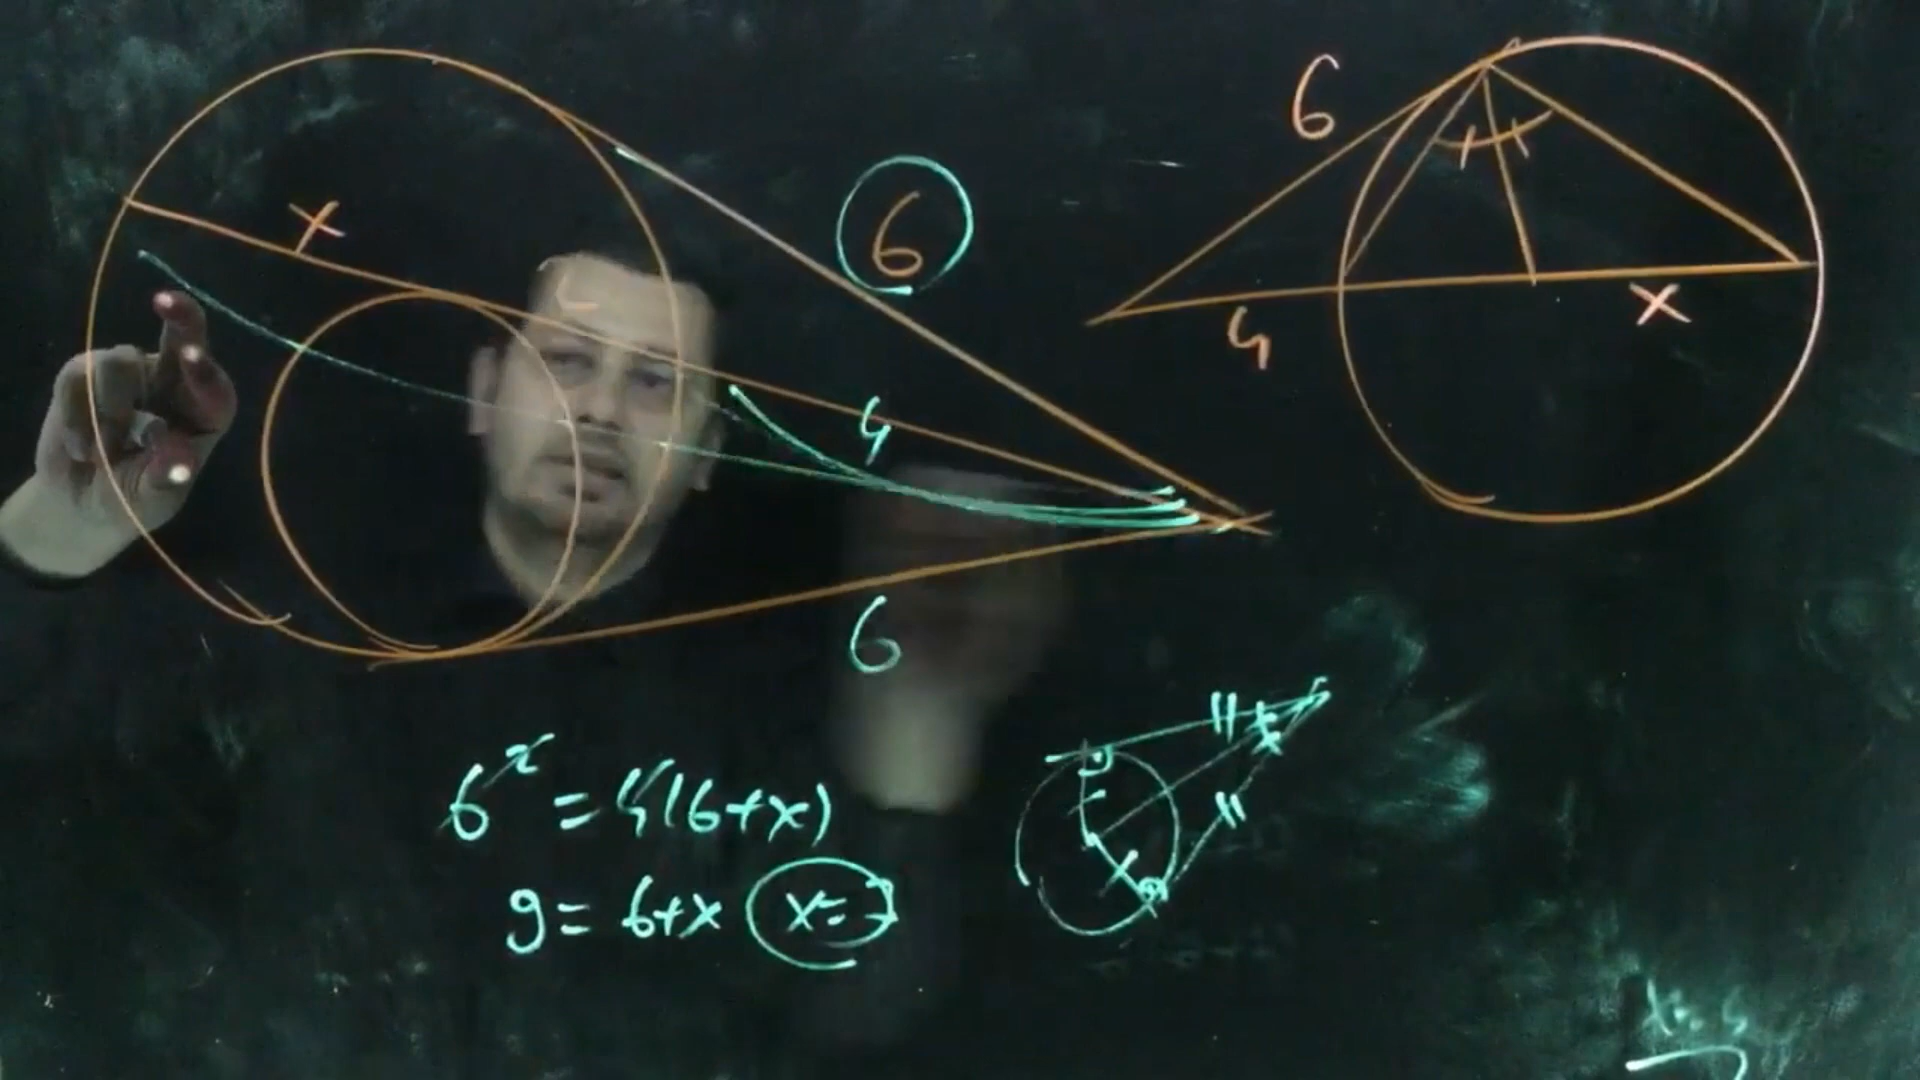 x
6
4
6
6
4
x
6² = 4(6+x)
9 = 6+x x=3